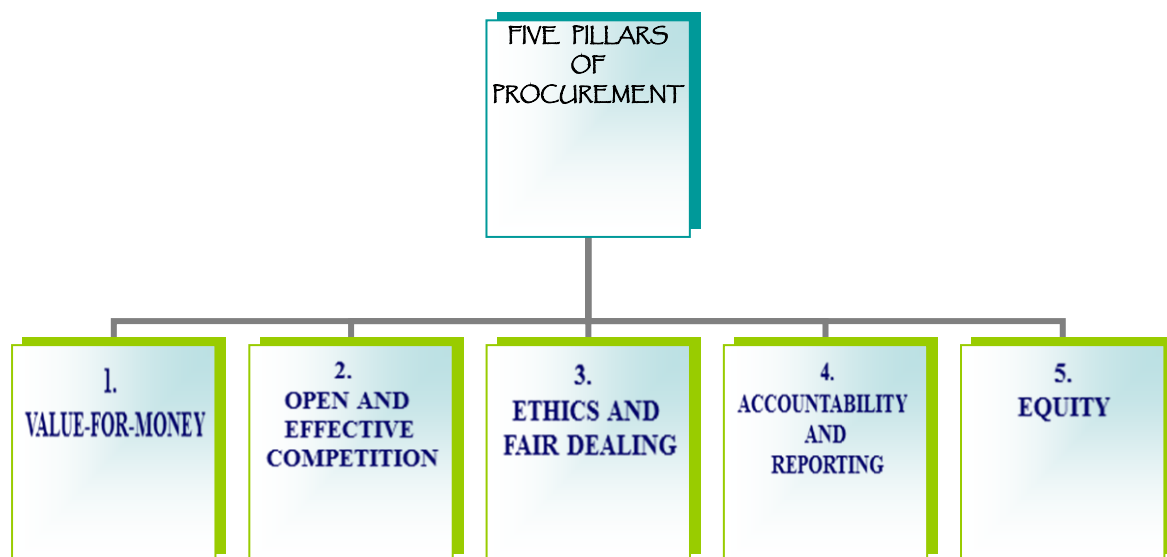 FIVE PILLARS
OF
PROCUREMENT
1.
VALUE-FOR-MONEY
2.
OPEN AND
EFFECTIVE
COMPETITION
3.
ETHICS AND
FAIR DEALING
4.
ACCOUNTABILITY
AND
REPORTING
5.
EQUITY